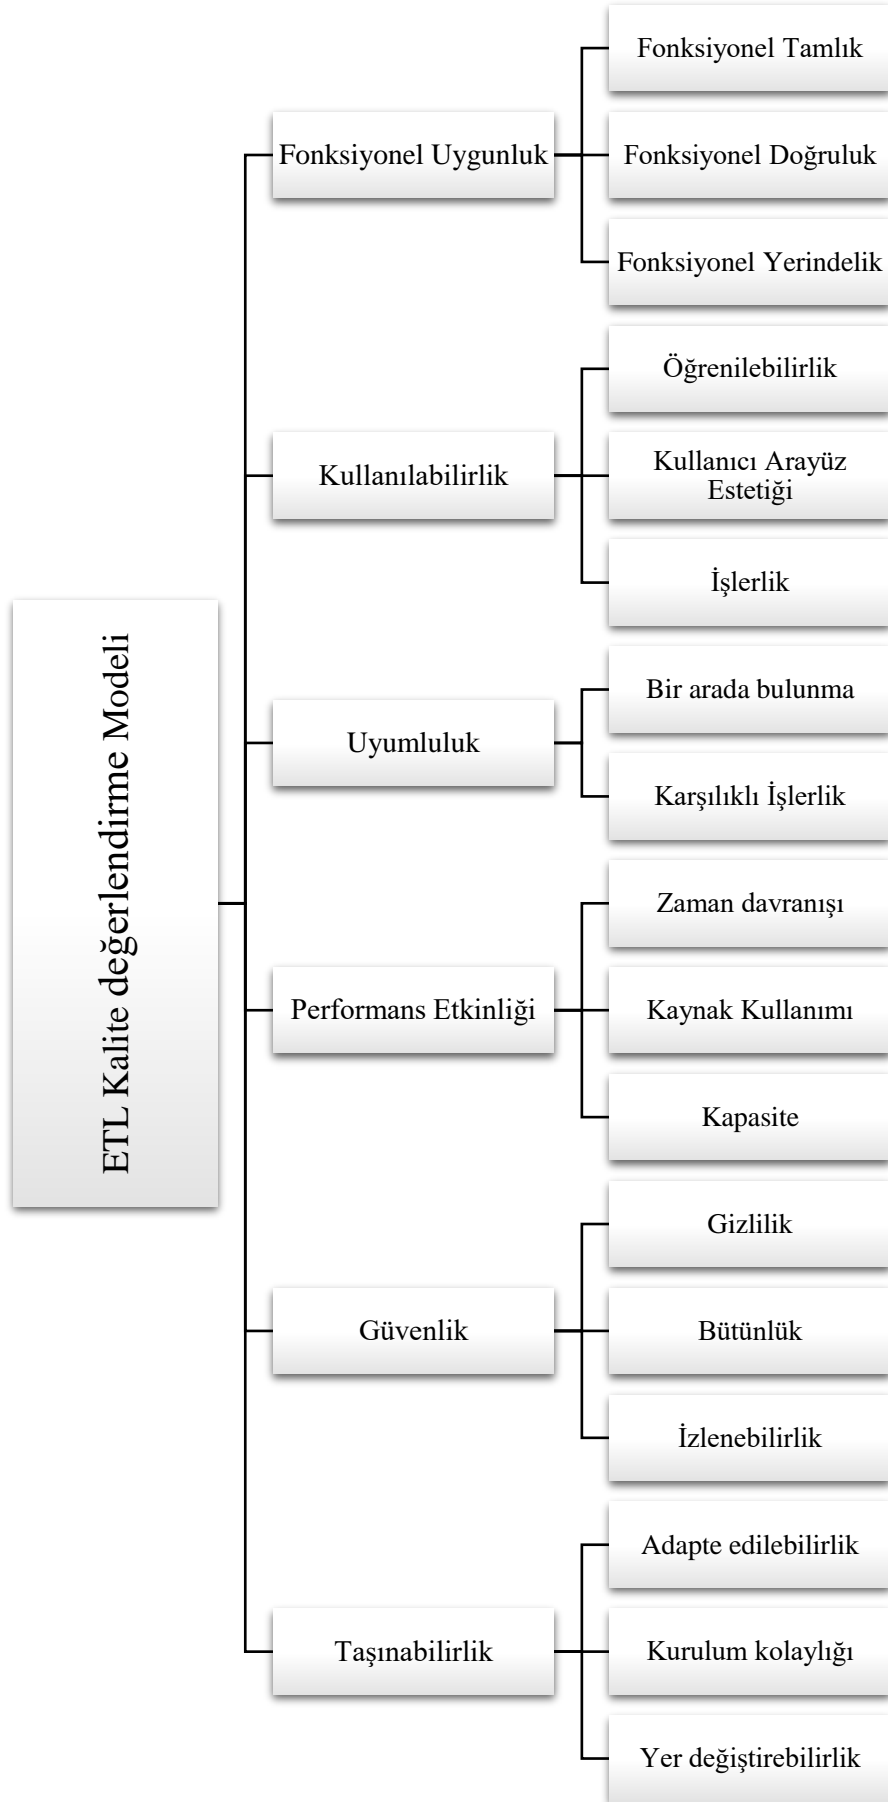 ETL Kalite değerlendirme Modeli
Fonksiyonel Uygunluk
Fonksiyonel Tamlık
Fonksiyonel Doğruluk
Fonksiyonel Yerindelik
Kullanılabilirlik
Öğrenilebilirlik
Kullanıcı Arayüz
Estetiği
İşlerlik
Uyumluluk
Bir arada bulunma
Karşılıklı İşlerlik
Performans Etkinliği
Zaman davranışı
Kaynak Kullanımı
Kapasite
Güvenlik
Gizlilik
Bütünlük
İzlenebilirlik
Taşınabilirlik
Adapte edilebilirlik
Kurulum kolaylığı
Yer değiştirebilirlik